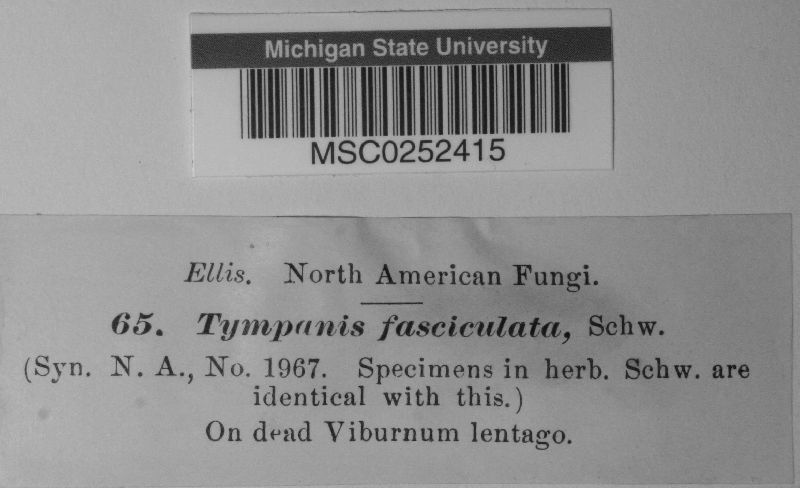 Michigan State University
MSC0252415
Ellis. North American Fungi.
65. Tympanis fasciculata, Schw.
(Syn. N. A., No. 1967. Specimens in herb. Schw. are
identical with this.)
On dead Viburnum lentago.